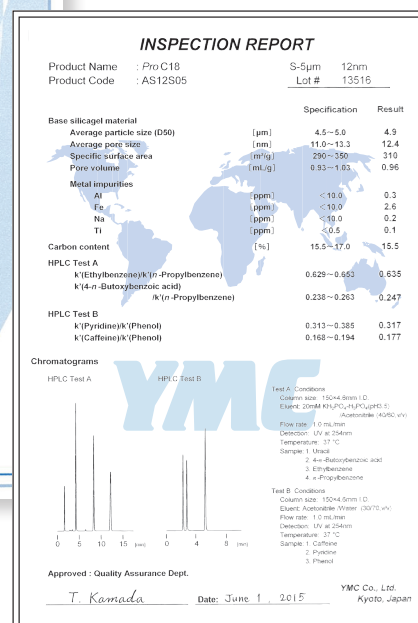 INSPECTION REPORT
Product Name : Pro C18 S-5µm 12nm
Product Code : AS12S05 Lot # 13516
Specification Result
Base silicagel material
Average particle size (D50) [µm] 4.5~5.0 4.9
Average pore size [nm] 11.0~13.3 12.4
Specific surface area [m²/g] 290~350 310
Pore volume [mL/g] 0.93~1.03 0.96
Metal impurities
Al [ppm] <10.0 0.3
Fe [ppm] <10.0 2.6
Na [ppm] <10.0 0.2
Ti [ppm] <0.5 0.1
Carbon content [%] 15.5~17.0 15.5
HPLC Test A
k'(Ethylbenzene)/k'(n-Propylbenzene) 0.629~0.653 0.635
k'(4-n-Butoxybenzoic acid)
/k'(n-Propylbenzene) 0.238~0.263 0.247
HPLC Test B
k'(Pyridine)/k'(Phenol) 0.313~0.385 0.317
k'(Caffeine)/k'(Phenol) 0.168~0.194 0.177
Chromatograms
YMC
HPLC Test A HPLC Test B
0 5 10 15 [min]
0 4 8 [min]
Test A Conditions
Column size: 150×4.6mm I.D.
Eluent: 20mM KH₂PO₄-H₃PO₄(pH3.5)
/Acetonitrile (40/60, v/v)
Flow rate: 1.0 mL/min
Detection: UV at 254nm
Temperature: 37 °C
Sample: 1. Uracil
2. 4-n-Butoxybenzoic acid
3. Ethylbenzene
4. n-Propylbenzene
Test B Conditions
Column size: 150×4.6mm I.D.
Eluent: Acetonitrile /Water (30/70, v/v)
Flow rate: 1.0 mL/min
Detection: UV at 254nm
Temperature: 37 °C
Sample: 1. Caffeine
2. Pyridine
3. Phenol
Approved : Quality Assurance Dept.
T. Kamada Date: June 1, 2015
YMC Co., Ltd.
Kyoto, Japan